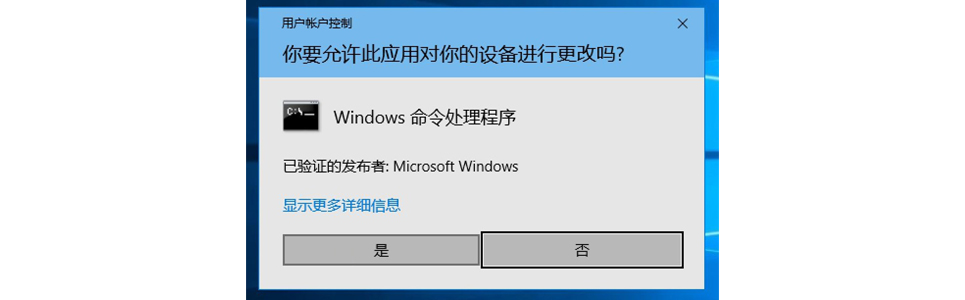 用户帐户控制
你要允许此应用对你的设备进行更改吗?
C:\
Windows 命令处理程序
已验证的发布者: Microsoft Windows
显示更多详细信息
是
否